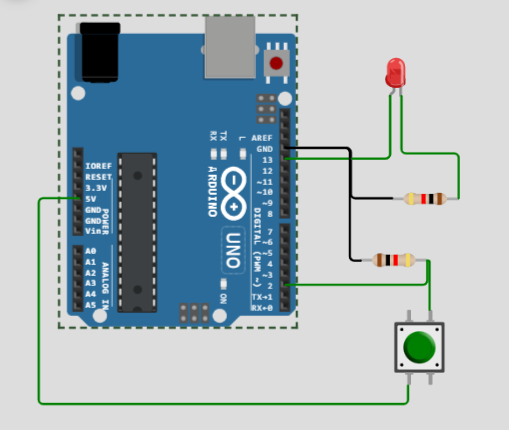 RX
TX
L
AREF
GND
13
12
~11
~10
~9
8
7
~6
~5
4
~3
2
TX→1
RX←0
DIGITAL (PWM ~)
IOREF
RESET
3.3V
5V
GND
GND
Vin
POWER
A0
A1
A2
A3
A4
A5
ANALOG IN
ARDUINO
UNO
ON